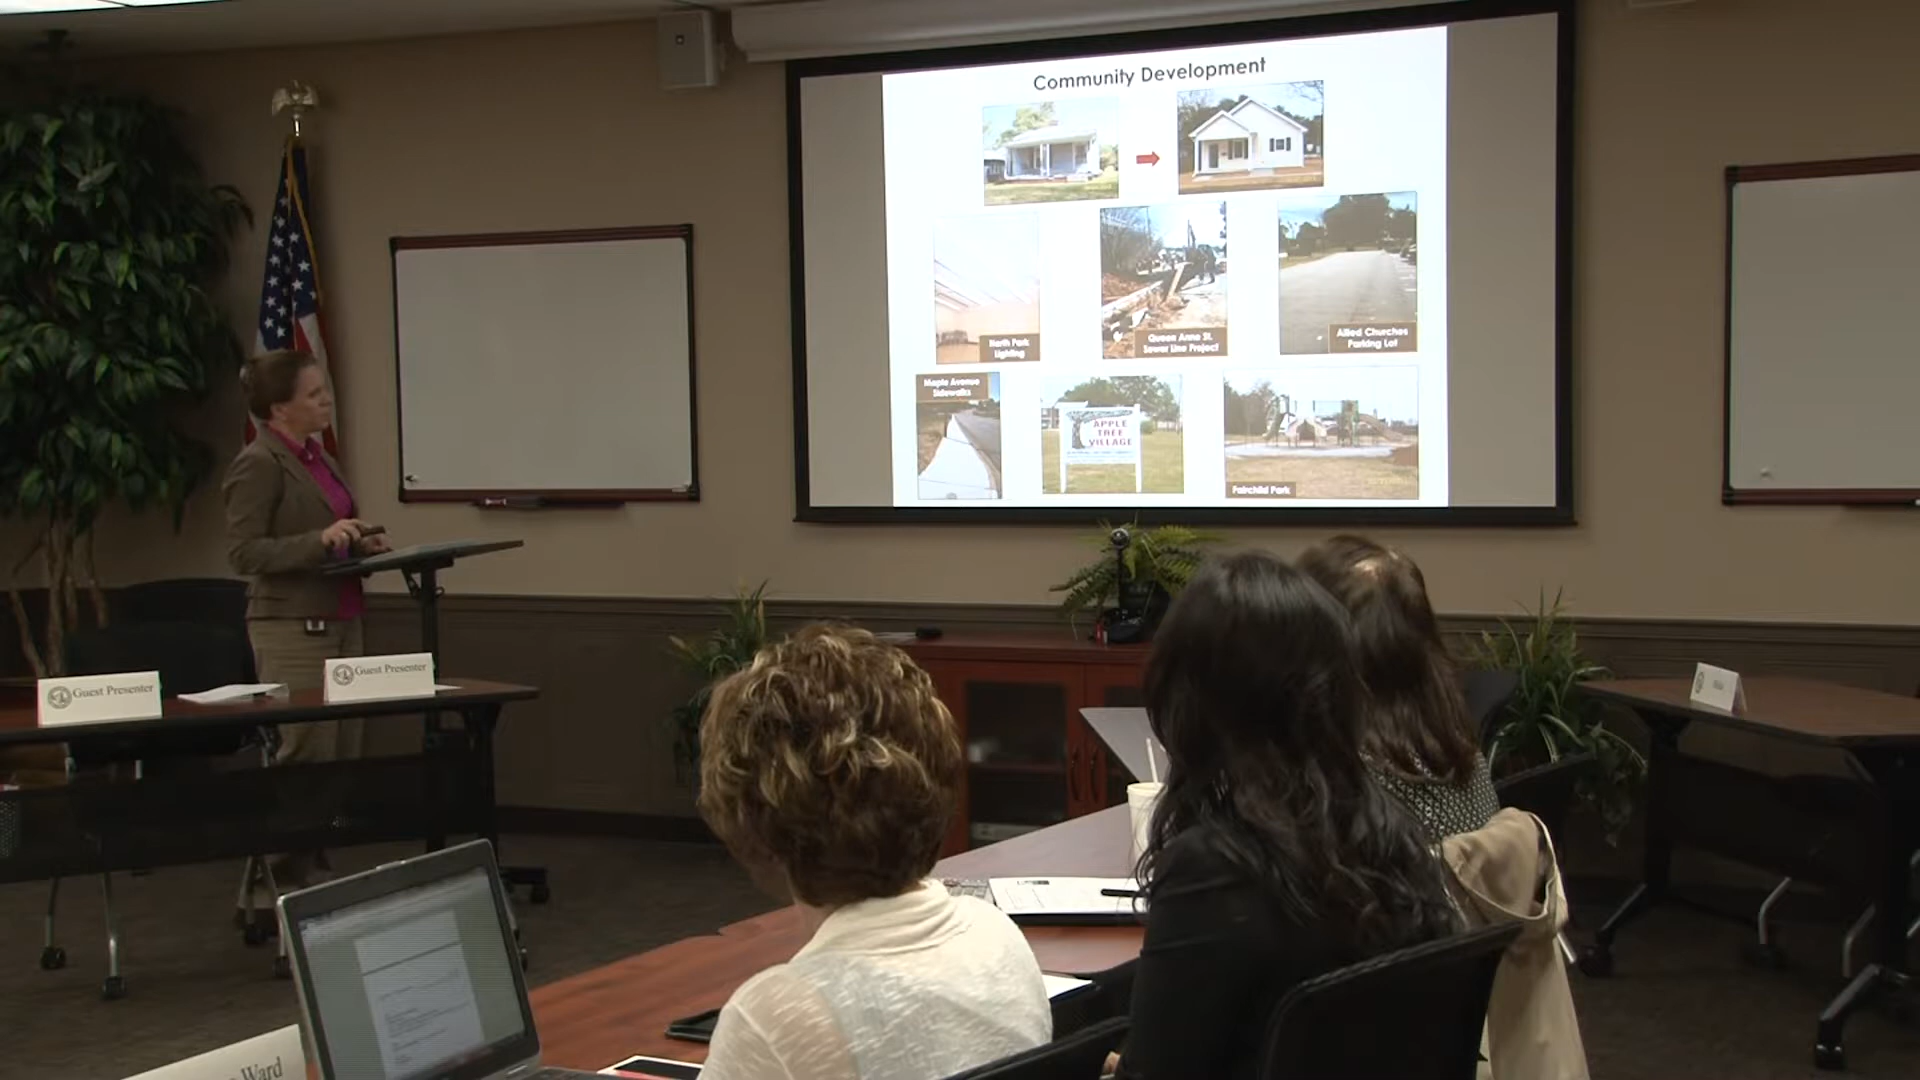 Community Development
North Park
Lighting
Queen Anne St.
Sewer Line Project
Allied Churches
Parking Lot
Maple Avenue
Sidewalks
APPLE
TREE
VILLAGE
Fairchild Park
Guest Presenter
Guest Presenter
Ward